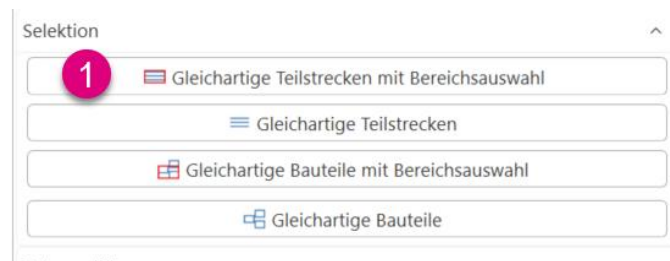 Selektion
1
Gleichartige Teilstrecken mit Bereichsauswahl
Gleichartige Teilstrecken
Gleichartige Bauteile mit Bereichsauswahl
Gleichartige Bauteile